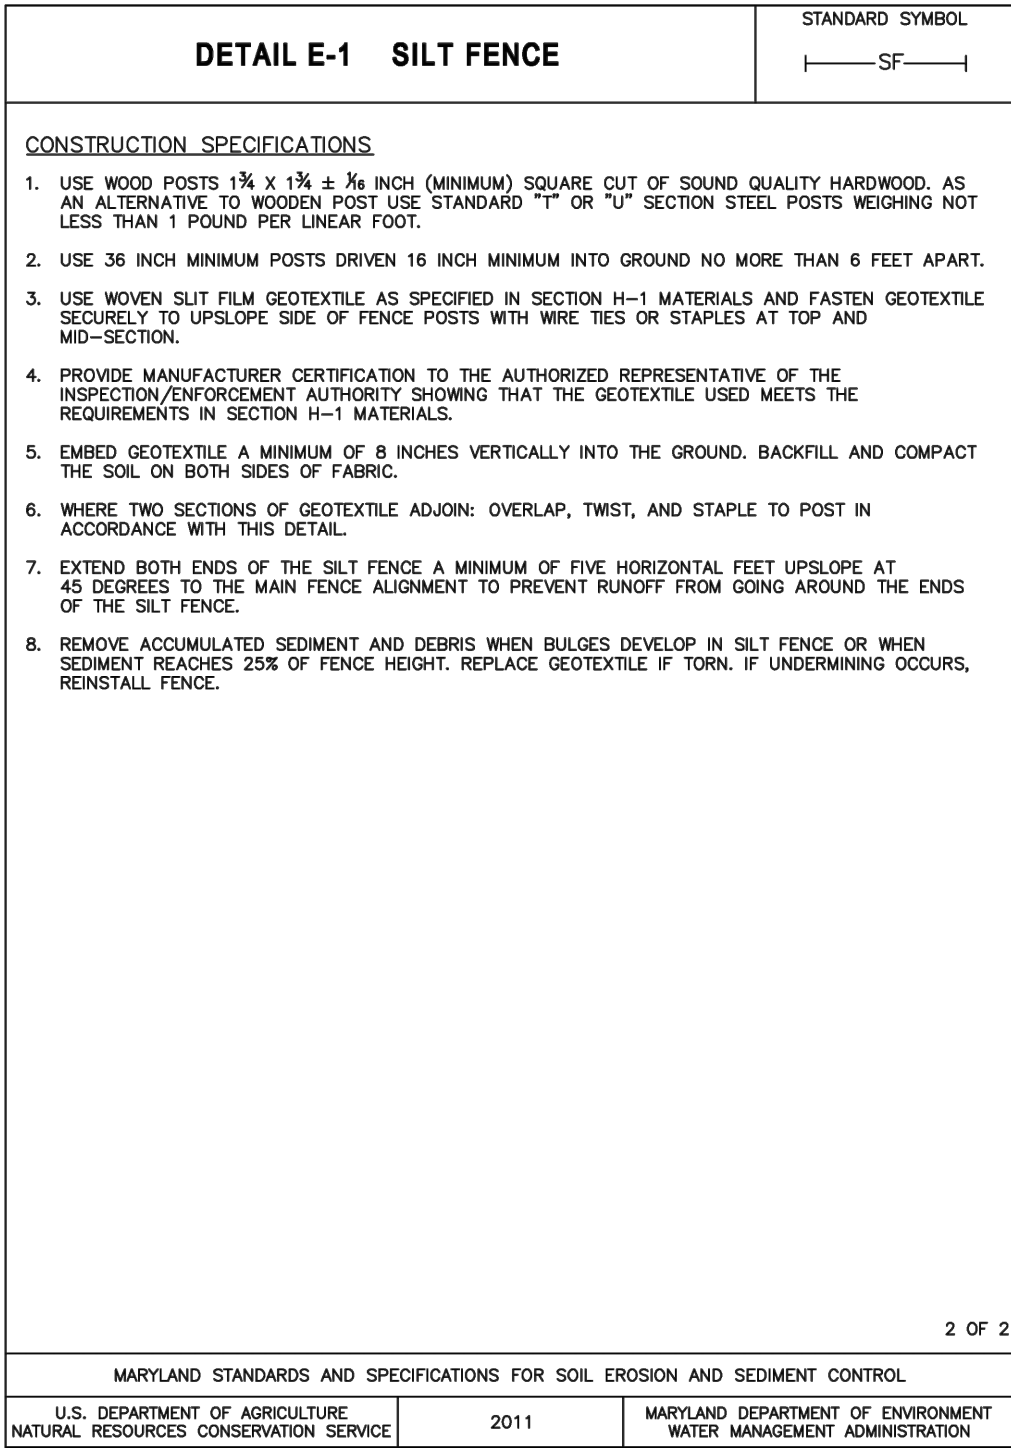 DETAIL E-1 SILT FENCE
STANDARD SYMBOL
SF
CONSTRUCTION SPECIFICATIONS
1. USE WOOD POSTS 1¾ X 1¾ ± 1⁄16 INCH (MINIMUM) SQUARE CUT OF SOUND QUALITY HARDWOOD. AS
AN ALTERNATIVE TO WOODEN POST USE STANDARD "T" OR "U" SECTION STEEL POSTS WEIGHING NOT
LESS THAN 1 POUND PER LINEAR FOOT.
2. USE 36 INCH MINIMUM POSTS DRIVEN 16 INCH MINIMUM INTO GROUND NO MORE THAN 6 FEET APART.
3. USE WOVEN SLIT FILM GEOTEXTILE AS SPECIFIED IN SECTION H-1 MATERIALS AND FASTEN GEOTEXTILE
SECURELY TO UPSLOPE SIDE OF FENCE POSTS WITH WIRE TIES OR STAPLES AT TOP AND
MID-SECTION.
4. PROVIDE MANUFACTURER CERTIFICATION TO THE AUTHORIZED REPRESENTATIVE OF THE
INSPECTION/ENFORCEMENT AUTHORITY SHOWING THAT THE GEOTEXTILE USED MEETS THE
REQUIREMENTS IN SECTION H-1 MATERIALS.
5. EMBED GEOTEXTILE A MINIMUM OF 8 INCHES VERTICALLY INTO THE GROUND. BACKFILL AND COMPACT
THE SOIL ON BOTH SIDES OF FABRIC.
6. WHERE TWO SECTIONS OF GEOTEXTILE ADJOIN: OVERLAP, TWIST, AND STAPLE TO POST IN
ACCORDANCE WITH THIS DETAIL.
7. EXTEND BOTH ENDS OF THE SILT FENCE A MINIMUM OF FIVE HORIZONTAL FEET UPSLOPE AT
45 DEGREES TO THE MAIN FENCE ALIGNMENT TO PREVENT RUNOFF FROM GOING AROUND THE ENDS
OF THE SILT FENCE.
8. REMOVE ACCUMULATED SEDIMENT AND DEBRIS WHEN BULGES DEVELOP IN SILT FENCE OR WHEN
SEDIMENT REACHES 25% OF FENCE HEIGHT. REPLACE GEOTEXTILE IF TORN. IF UNDERMINING OCCURS,
REINSTALL FENCE.
2 OF 2
MARYLAND STANDARDS AND SPECIFICATIONS FOR SOIL EROSION AND SEDIMENT CONTROL
U.S. DEPARTMENT OF AGRICULTURE
NATURAL RESOURCES CONSERVATION SERVICE
2011
MARYLAND DEPARTMENT OF ENVIRONMENT
WATER MANAGEMENT ADMINISTRATION